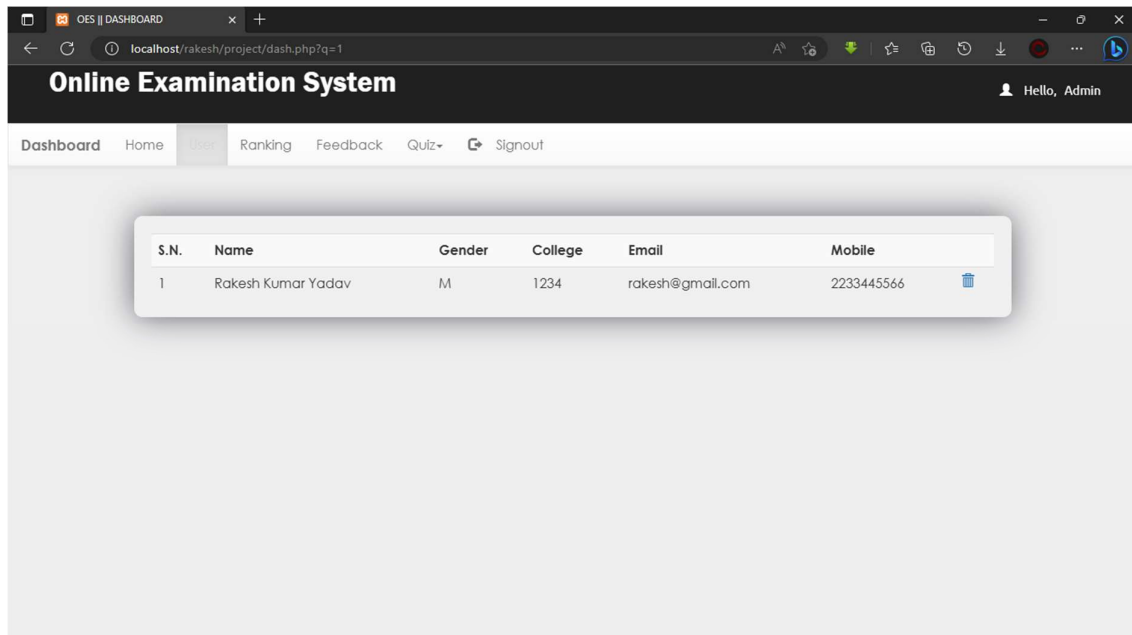 OES || DASHBOARD
localhost/rakesh/project/dash.php?q=1
Online Examination System
Hello, Admin
Dashboard Home User Ranking Feedback Quiz Signout
S.N. Name Gender College Email Mobile
1 Rakesh Kumar Yadav M 1234 rakesh@gmail.com 2233445566